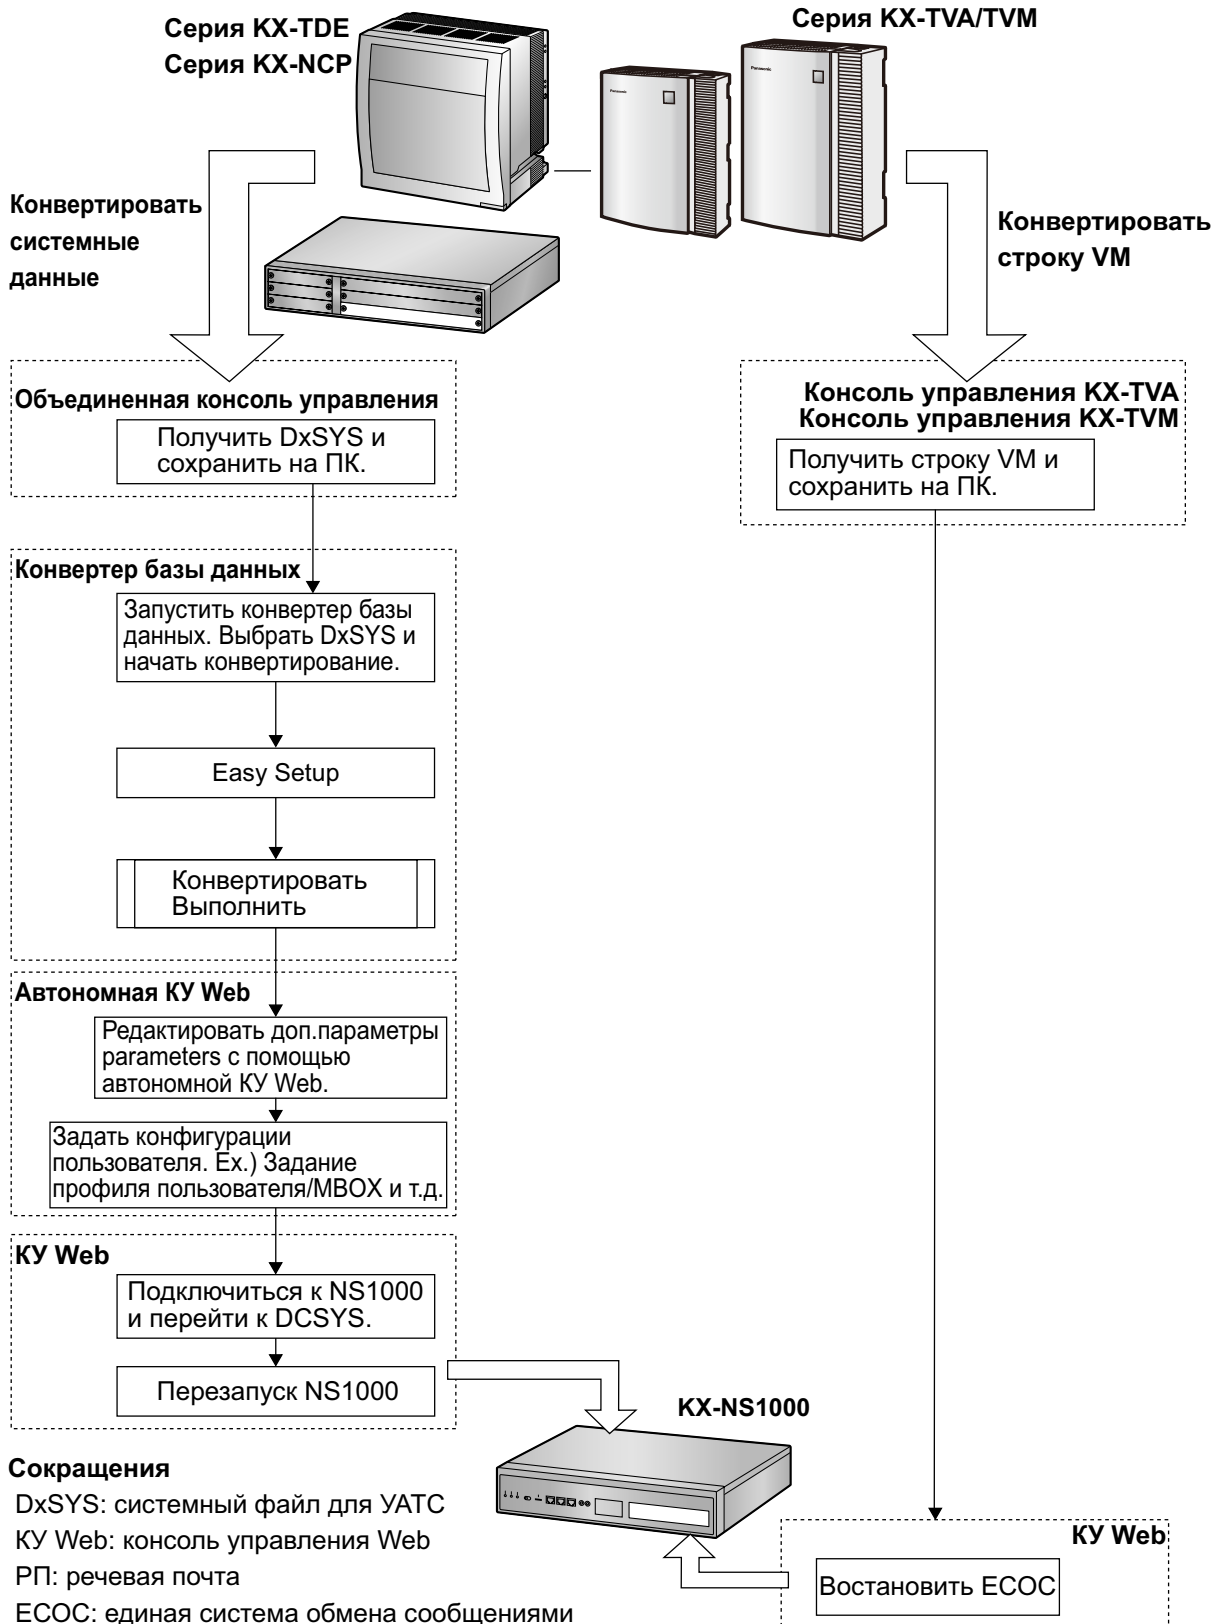 Серия KX-TDE
Серия KX-NCP
Серия KX-TVA/TVM
Panasonic
Panasonic
Конвертировать
системные
данные
Конвертировать
строку VM
Объединенная консоль управления
Получить DxSYS и
сохранить на ПК.
Консоль управления KX-TVA
Консоль управления KX-TVM
Получить строку VM и
сохранить на ПК.
Конвертер базы данных
Запустить конвертер базы
данных. Выбрать DxSYS и
начать конвертирование.
Easy Setup
Конвертировать
Выполнить
Автономная КУ Web
Редактировать доп.параметры
parameters с помощью
автономной КУ Web.
Задать конфигурации
пользователя. Ex.) Задание
профиля пользователя/MBOX и т.д.
КУ Web
Подключиться к NS1000
и перейти к DCSYS.
Перезапуск NS1000
KX-NS1000
Сокращения
DxSYS: системный файл для УАТС
КУ Web: консоль управления Web
РП: речевая почта
ЕСОС: единая система обмена сообщениями
КУ Web
Востановить ЕСОС